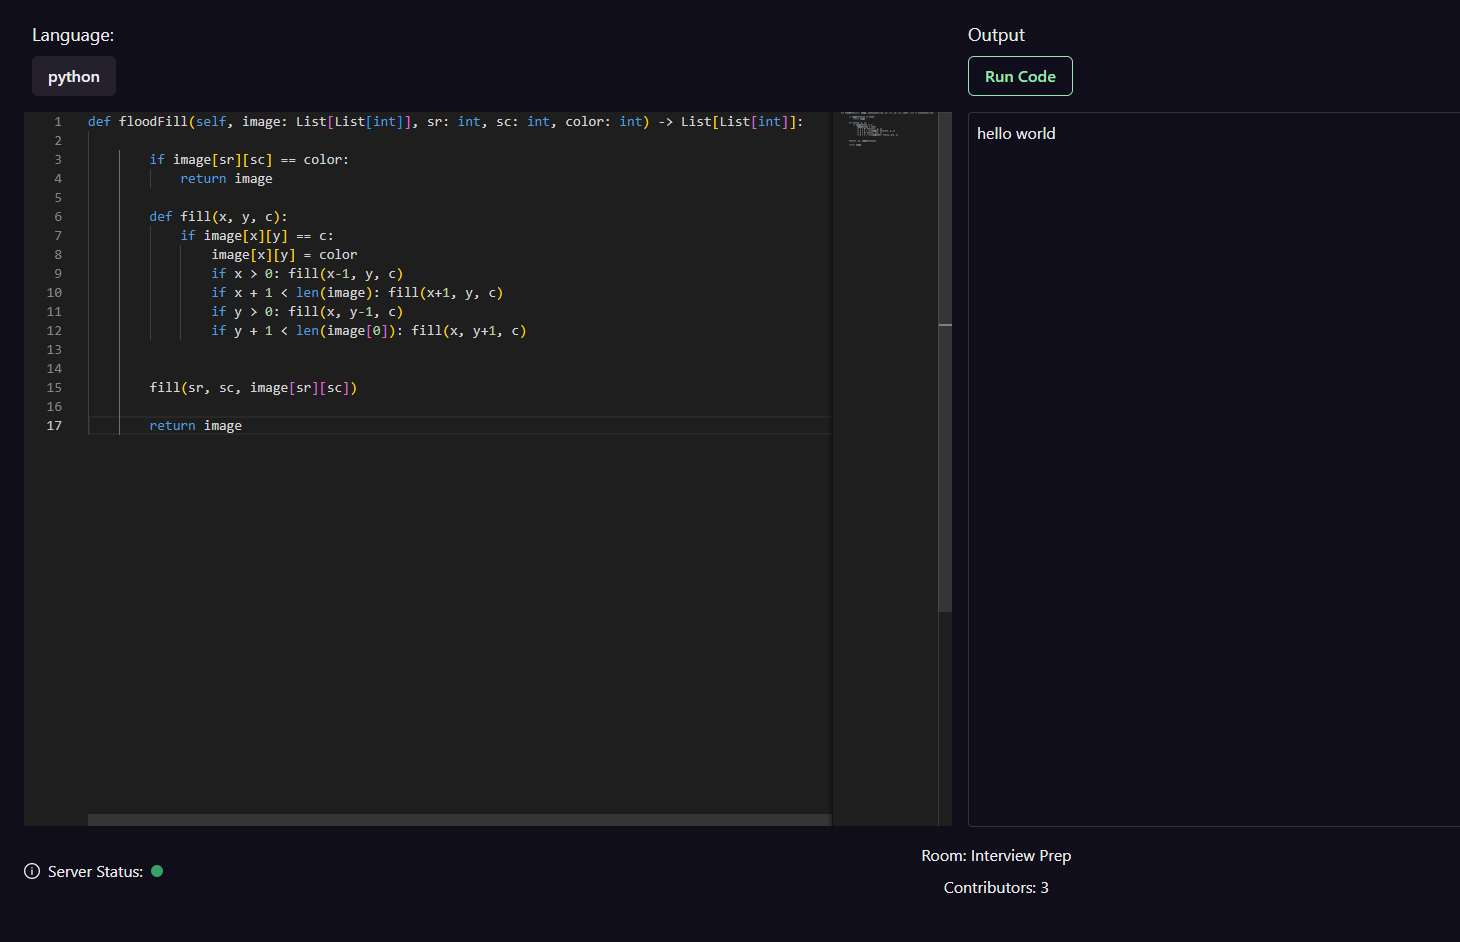 Language:
python
Output
Run Code
1 def floodFill(self, image: List[List[int]], sr: int, sc: int, color: int) -> List[List[int]]:
2
3 if image[sr][sc] == color:
4 return image
5
6 def fill(x, y, c):
7 if image[x][y] == c:
8 image[x][y] = color
9 if x > 0: fill(x-1, y, c)
10 if x + 1 < len(image): fill(x+1, y, c)
11 if y > 0: fill(x, y-1, c)
12 if y + 1 < len(image[0]): fill(x, y+1, c)
13
14
15 fill(sr, sc, image[sr][sc])
16
17 return image
hello world
Server Status:
Room: Interview Prep
Contributors: 3